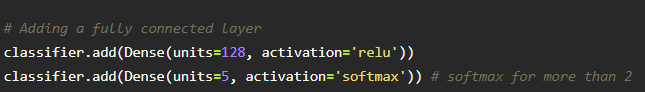 # Adding a fully connected layer
classifier.add(Dense(units=128, activation='relu'))
classifier.add(Dense(units=5, activation='softmax')) # softmax for more than 2